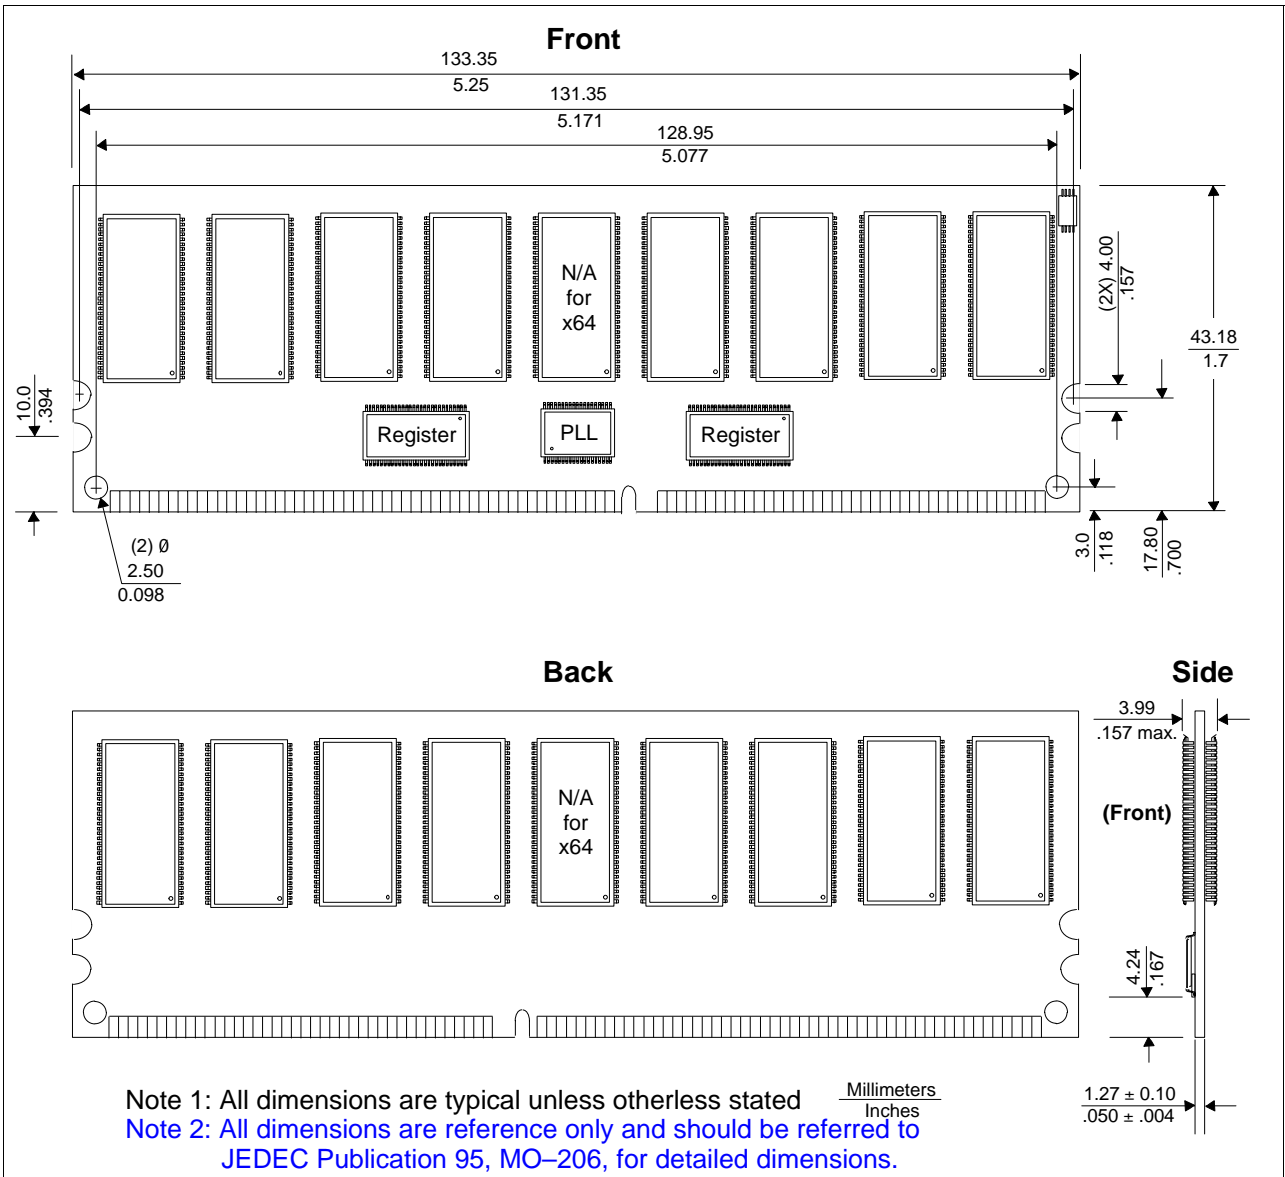 Front
133.35
5.25
131.35
5.171
128.95
5.077
N/A
for
x64
(2X) 4.00
.157
43.18
1.7
10.0
.394
Register
PLL
Register
(2) Ø
2.50
0.098
3.0
.118
17.80
.700
Back
Side
3.99
.157 max.
N/A
for
x64
(Front)
4.24
.167
Note 1: All dimensions are typical unless otherless stated
Millimeters
Inches
1.27 ± 0.10
.050 ± .004
Note 2: All dimensions are reference only and should be referred to
JEDEC Publication 95, MO–206, for detailed dimensions.